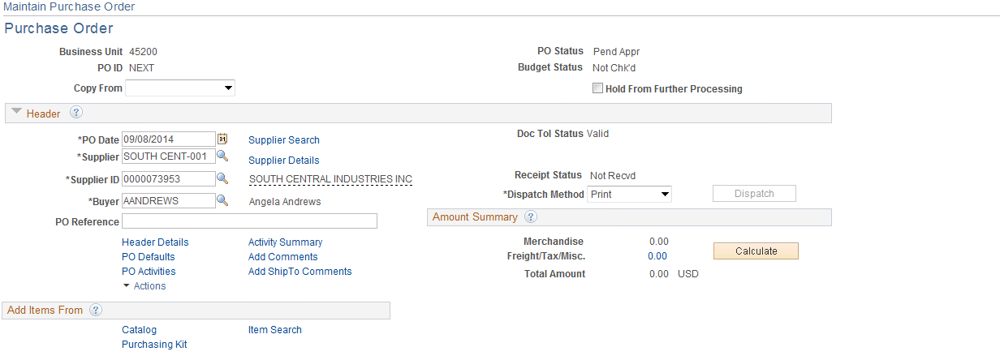 Maintain Purchase Order
Purchase Order
Business Unit 45200
PO Status Pend Appr
PO ID NEXT
Budget Status Not Chk'd
Copy From
Hold From Further Processing
Header ?
*PO Date 09/08/2014 31 Supplier Search
Doc Tol Status Valid
*Supplier SOUTH CENT-001 Supplier Details
*Supplier ID 0000073953 SOUTH CENTRAL INDUSTRIES INC
Receipt Status Not Recvd
*Buyer AANDREWS Angela Andrews
*Dispatch Method Print Dispatch
PO Reference
Amount Summary ?
Header Details Activity Summary
Merchandise 0.00
PO Defaults Add Comments
Freight/Tax/Misc. 0.00 Calculate
PO Activities Add ShipTo Comments
Total Amount 0.00 USD
Actions
Add Items From ?
Catalog Item Search
Purchasing Kit